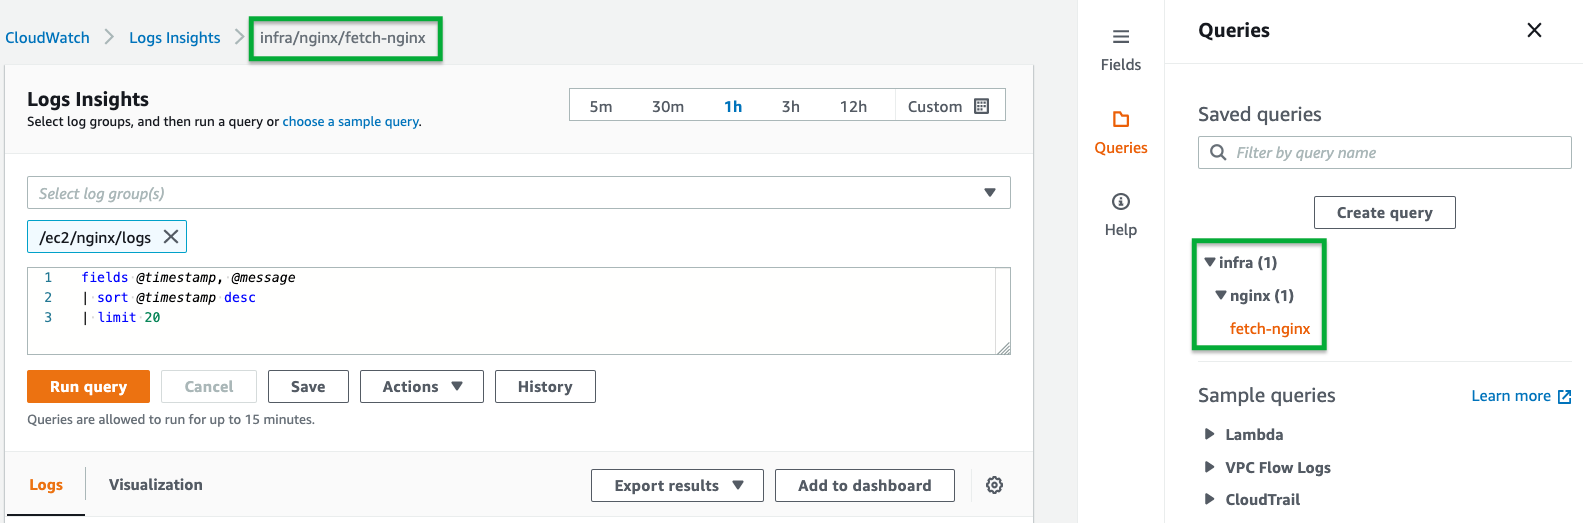 CloudWatch > Logs Insights > infra/nginx/fetch-nginx
Logs Insights
Select log groups, and then run a query or choose a sample query.
5m 30m 1h 3h 12h Custom
Select log group(s)
/ec2/nginx/logs
1 fields @timestamp, @message
2 | sort @timestamp desc
3 | limit 20
Run query Cancel Save Actions History
Queries are allowed to run for up to 15 minutes.
Logs Visualization Export results Add to dashboard
Fields
Queries
Help
Queries
Saved queries
Filter by query name
Create query
infra (1)
nginx (1)
fetch-nginx
Sample queries Learn more
Lambda
VPC Flow Logs
CloudTrail